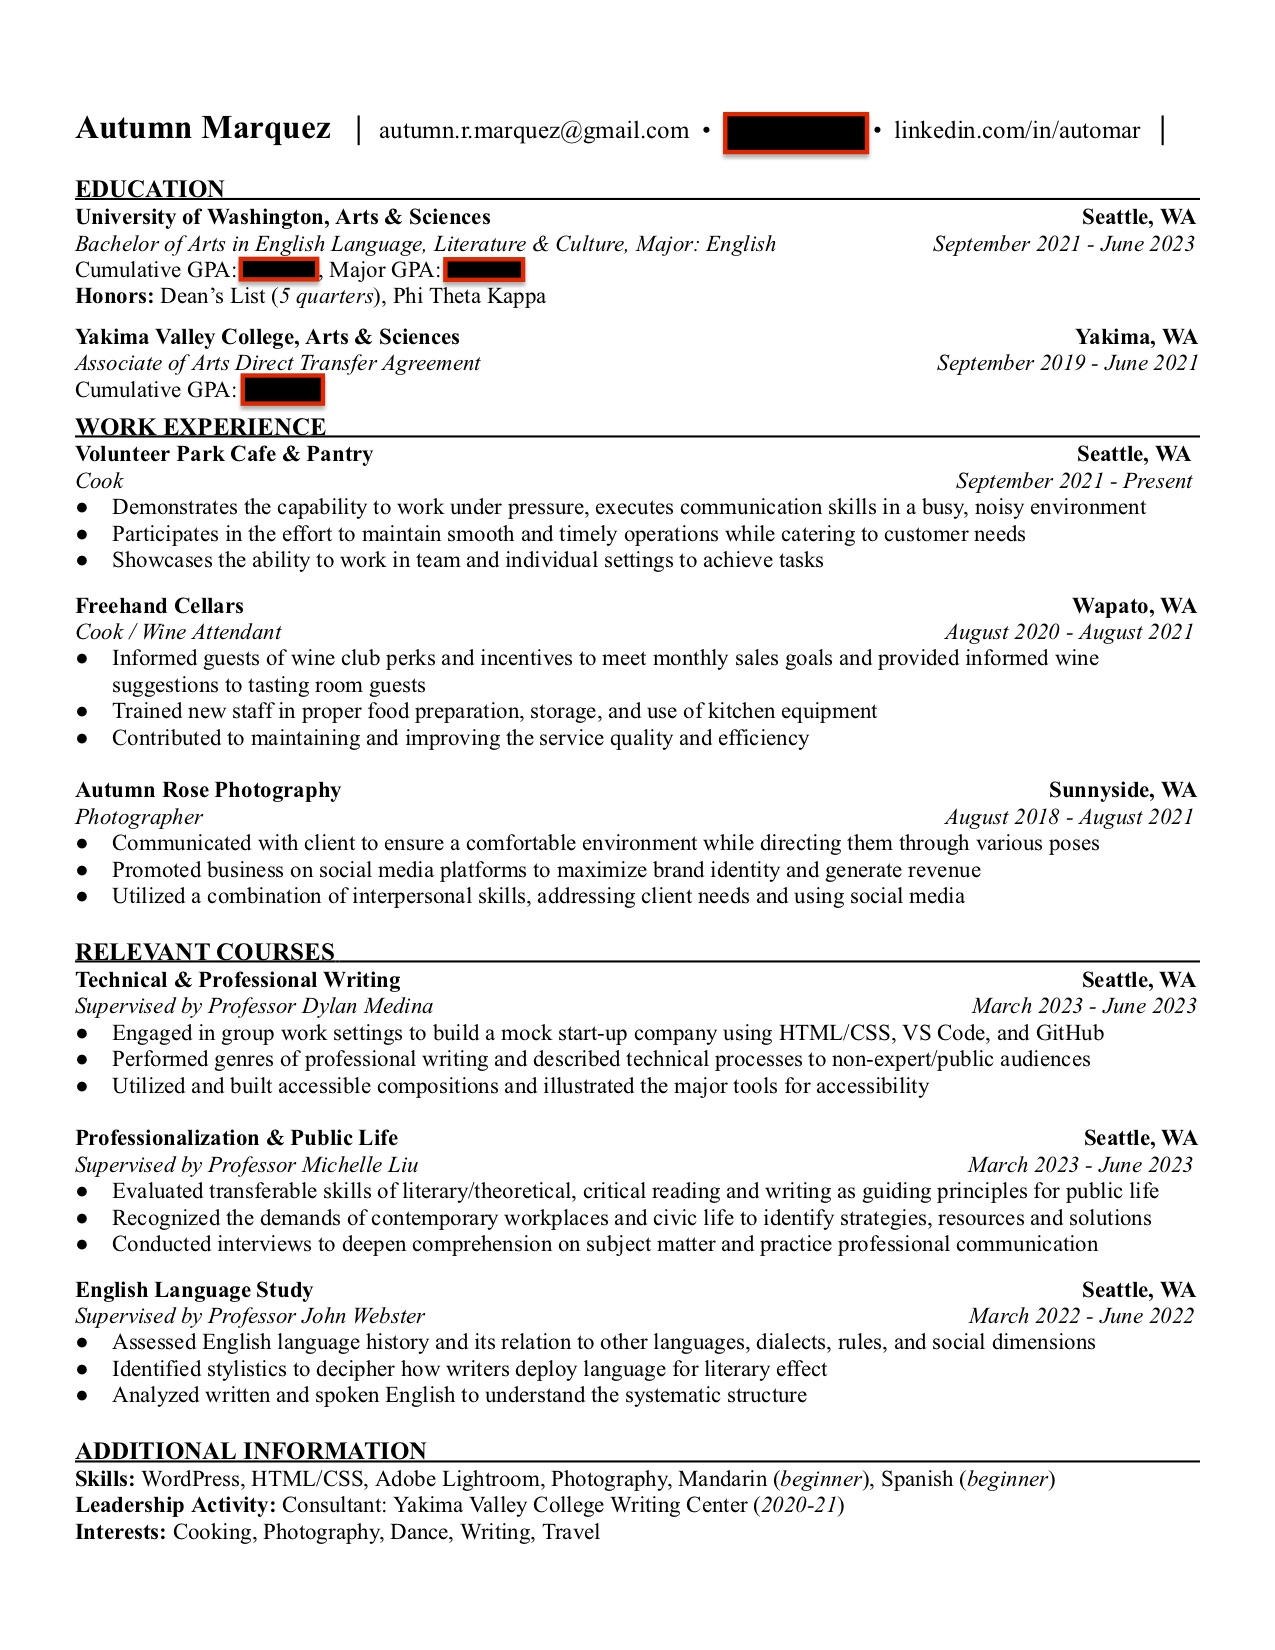 Autumn Marquez | autumn.r.marquez@gmail.com • • linkedin.com/in/automar |
EDUCATION
University of Washington, Arts & Sciences Seattle, WA
Bachelor of Arts in English Language, Literature & Culture, Major: English September 2021 - June 2023
Cumulative GPA: , Major GPA:
Honors: Dean’s List (5 quarters), Phi Theta Kappa
Yakima Valley College, Arts & Sciences Yakima, WA
Associate of Arts Direct Transfer Agreement September 2019 - June 2021
Cumulative GPA:
WORK EXPERIENCE
Volunteer Park Cafe & Pantry Seattle, WA
Cook September 2021 - Present
● Demonstrates the capability to work under pressure, executes communication skills in a busy, noisy environment
● Participates in the effort to maintain smooth and timely operations while catering to customer needs
● Showcases the ability to work in team and individual settings to achieve tasks
Freehand Cellars Wapato, WA
Cook / Wine Attendant August 2020 - August 2021
● Informed guests of wine club perks and incentives to meet monthly sales goals and provided informed wine
suggestions to tasting room guests
● Trained new staff in proper food preparation, storage, and use of kitchen equipment
● Contributed to maintaining and improving the service quality and efficiency
Autumn Rose Photography Sunnyside, WA
Photographer August 2018 - August 2021
● Communicated with client to ensure a comfortable environment while directing them through various poses
● Promoted business on social media platforms to maximize brand identity and generate revenue
● Utilized a combination of interpersonal skills, addressing client needs and using social media
RELEVANT COURSES
Technical & Professional Writing Seattle, WA
Supervised by Professor Dylan Medina March 2023 - June 2023
● Engaged in group work settings to build a mock start-up company using HTML/CSS, VS Code, and GitHub
● Performed genres of professional writing and described technical processes to non-expert/public audiences
● Utilized and built accessible compositions and illustrated the major tools for accessibility
Professionalization & Public Life Seattle, WA
Supervised by Professor Michelle Liu March 2023 - June 2023
● Evaluated transferable skills of literary/theoretical, critical reading and writing as guiding principles for public life
● Recognized the demands of contemporary workplaces and civic life to identify strategies, resources and solutions
● Conducted interviews to deepen comprehension on subject matter and practice professional communication
English Language Study Seattle, WA
Supervised by Professor John Webster March 2022 - June 2022
● Assessed English language history and its relation to other languages, dialects, rules, and social dimensions
● Identified stylistics to decipher how writers deploy language for literary effect
● Analyzed written and spoken English to understand the systematic structure
ADDITIONAL INFORMATION
Skills: WordPress, HTML/CSS, Adobe Lightroom, Photography, Mandarin (beginner), Spanish (beginner)
Leadership Activity: Consultant: Yakima Valley College Writing Center (2020-21)
Interests: Cooking, Photography, Dance, Writing, Travel